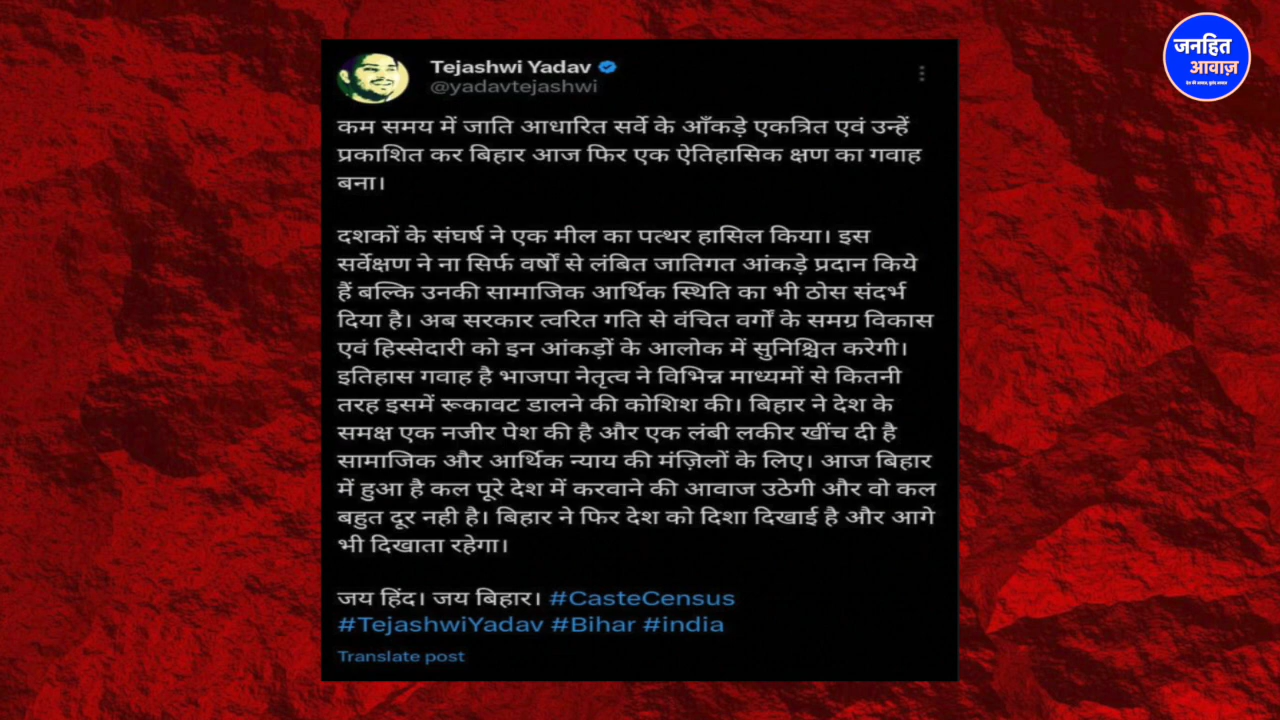 जनहित
आवाज़
Tejashwi Yadav
@yadavtejashwi
कम समय में जाति आधारित सर्वे के आँकड़े एकत्रित एवं उन्हें
प्रकाशित कर बिहार आज फिर एक ऐतिहासिक क्षण का गवाह
बना।
दशकों के संघर्ष ने एक मील का पत्थर हासिल किया। इस
सर्वेक्षण ने ना सिर्फ वर्षों से लंबित जातिगत आंकड़े प्रदान किये
हैं बल्कि उनकी सामाजिक आर्थिक स्थिति का भी ठोस संदर्भ
दिया है। अब सरकार त्वरित गति से वंचित वर्गों के समग्र विकास
एवं हिस्सेदारी को इन आंकड़ों के आलोक में सुनिश्चित करेगी।
इतिहास गवाह है भाजपा नेतृत्व ने विभिन्न माध्यमों से कितनी
तरह इसमें रूकावट डालने की कोशिश की। बिहार ने देश के
समक्ष एक नजीर पेश की है और एक लंबी लकीर खींच दी है
सामाजिक और आर्थिक न्याय की मंज़िलों के लिए। आज बिहार
में हुआ है कल पूरे देश में करवाने की आवाज उठेगी और वो कल
बहुत दूर नही है। बिहार ने फिर देश को दिशा दिखाई है और आगे
भी दिखाता रहेगा।
जय हिंद। जय बिहार। #CasteCensus
#TejashwiYadav #Bihar #india
Translate post